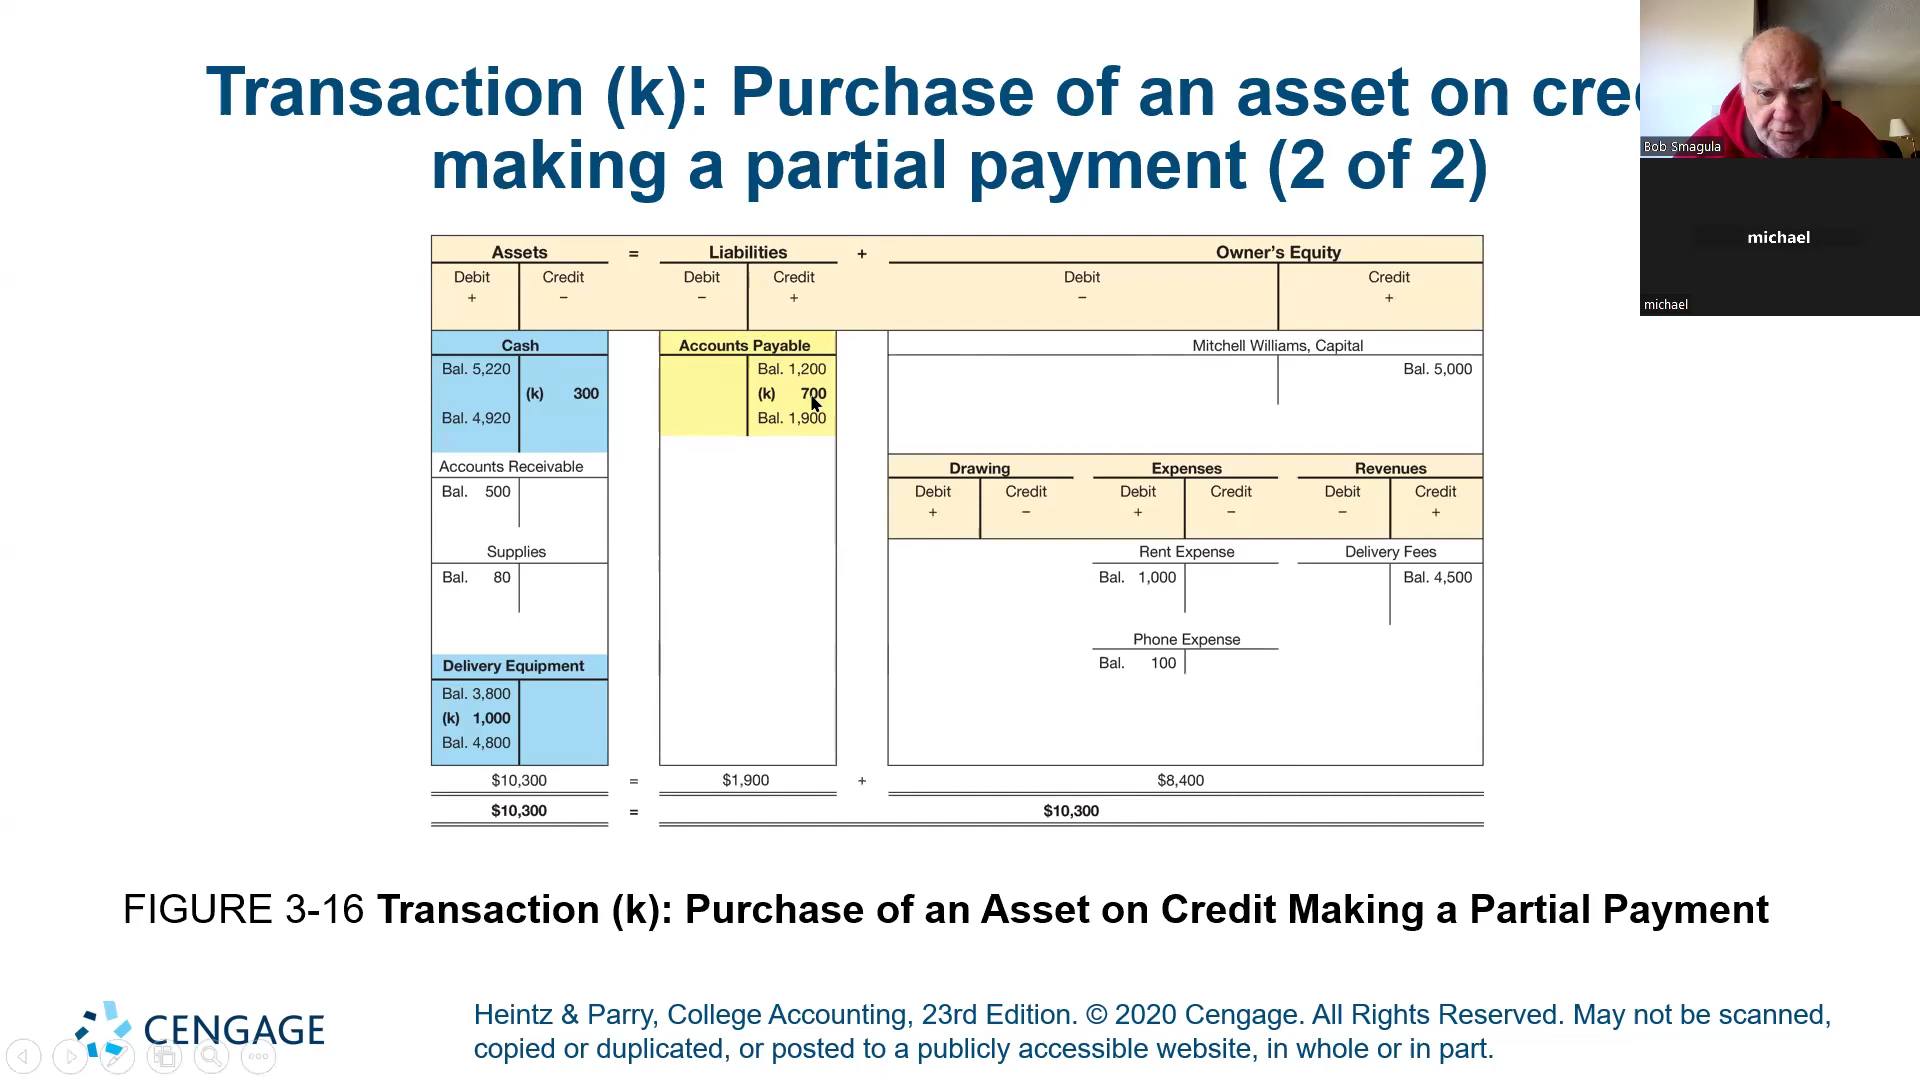 Transaction (k): Purchase of an asset on cre
making a partial payment (2 of 2)
Bob Smagula
michael
michael
Assets = Liabilities + Owner’s Equity
Debit Credit Debit Credit Debit Credit
+ − − + − +
Cash Accounts Payable Mitchell Williams, Capital
Bal. 5,220 Bal. 1,200 Bal. 5,000
(k) 300 (k) 700
Bal. 4,920 Bal. 1,900
Accounts Receivable Drawing Expenses Revenues
Bal. 500 Debit Credit Debit Credit Debit Credit
+ − + − − +
Supplies Rent Expense Delivery Fees
Bal. 80 Bal. 1,000 Bal. 4,500
Phone Expense
Bal. 100
Delivery Equipment
Bal. 3,800
(k) 1,000
Bal. 4,800
$10,300 = $1,900 + $8,400
$10,300 = $10,300
FIGURE 3-16 Transaction (k): Purchase of an Asset on Credit Making a Partial Payment
CENGAGE
Heintz & Parry, College Accounting, 23rd Edition. © 2020 Cengage. All Rights Reserved. May not be scanned,
copied or duplicated, or posted to a publicly accessible website, in whole or in part.